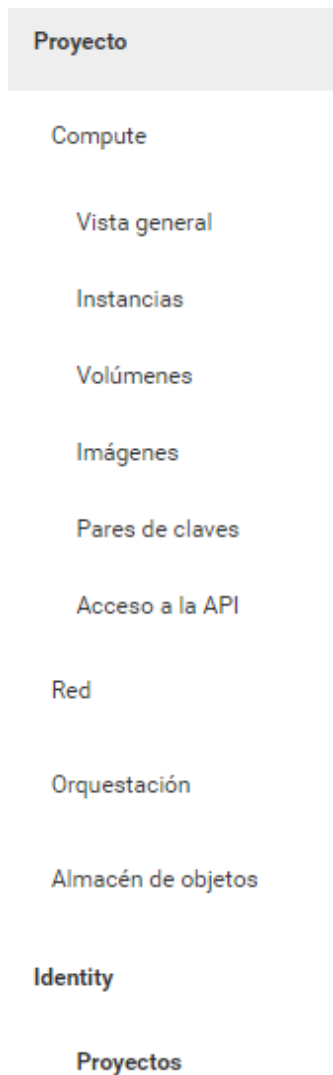 Proyecto
Compute
Vista general
Instancias
Volúmenes
Imágenes
Pares de claves
Acceso a la API
Red
Orquestación
Almacén de objetos
Identity
Proyectos